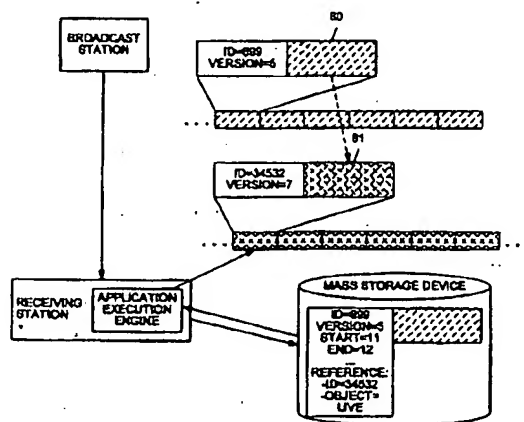 BROADCAST
STATION
80
ID=699
VERSION=5
81
ID=34532
VERSION=7
RECEIVING
STATION
APPLICATION
EXECUTION
ENGINE
MASS STORAGE DEVICE
ID=699
VERSION=5
START=11
END=12
REFERENCE:
-ID=34532
-OBJECT=
LIVE